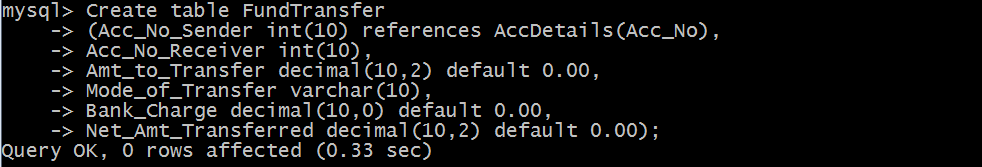 mysql> Create table FundTransfer
-> (Acc_No_Sender int(10) references AccDetails(Acc_No),
-> Acc_No_Receiver int(10),
-> Amt_to_Transfer decimal(10,2) default 0.00,
-> Mode_of_Transfer varchar(10),
-> Bank_Charge decimal(10,0) default 0.00,
-> Net_Amt_Transferred decimal(10,2) default 0.00);
Query OK, 0 rows affected (0.33 sec)